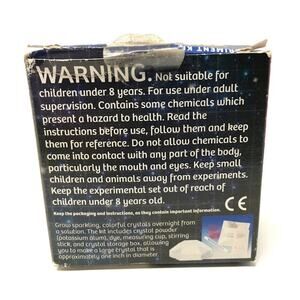 RIMENT K
WARNING. Not suitable for
children under 8 years. For use under adult
supervision. Contains some chemicals which
present a hazard to health. Read the
instructions before use, follow them and keep
them for reference. Do not allow chemicals to
come into contact with any part of the body,
particularly the mouth and eyes. Keep small
children and animals away from experiments.
Keep the experimental set out of reach of
children under 8 years old.
Keep the packaging and instructions, as they contain important information.
Grow sparkling, colorful crystals overnight from
a solution. The kit includes crystal powder
(potassium alum), dye, measuring cup, stirring
stick, and crystal storage box, allowing
you to make a large crystal that is
approximately one inch in diameter.
CE